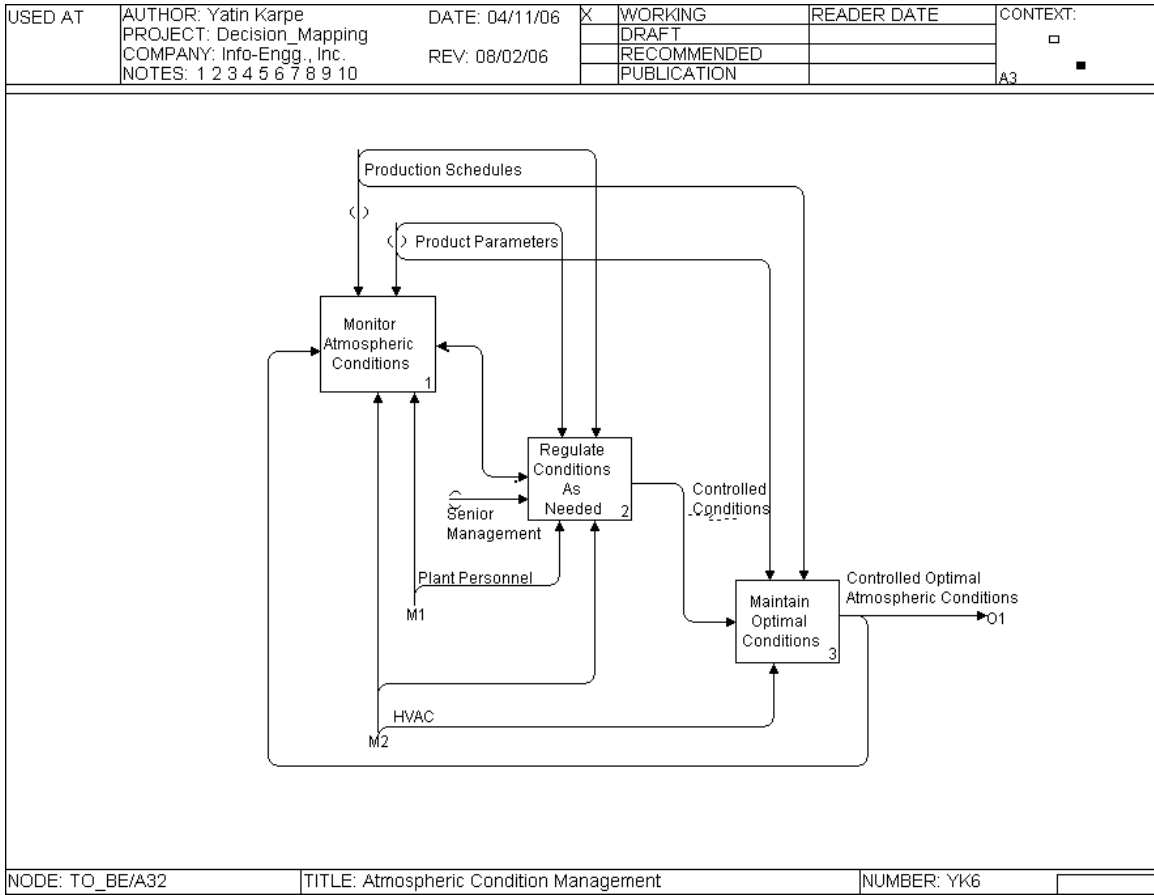 USED AT
AUTHOR: Yatin Karpe
DATE: 04/11/06
PROJECT: Decision_Mapping
COMPANY: Info-Engg., Inc.
REV: 08/02/06
NOTES: 1 2 3 4 5 6 7 8 9 10
X
WORKING
READER DATE
DRAFT
RECOMMENDED
PUBLICATION
CONTEXT:
A3
Production Schedules
Product Parameters
Monitor
Atmospheric
Conditions
1
Regulate
Conditions
As
Needed
2
Senior
Management
Controlled
Conditions
Plant Personnel
M1
Maintain
Optimal
Conditions
3
Controlled Optimal
Atmospheric Conditions
O1
HVAC
M2
NODE: TO_BE/A32
TITLE: Atmospheric Condition Management
NUMBER: YK6